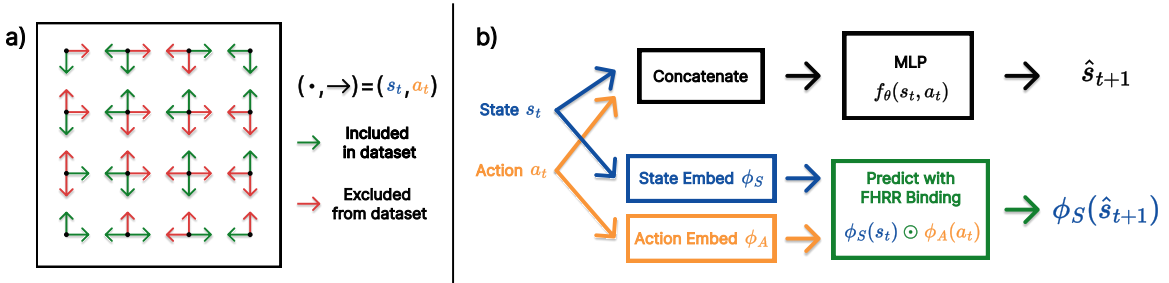 a)
(·,→)=(s_t,a_t)
Included
in dataset
Excluded
from dataset
b)
State s_t
Action a_t
Concatenate
MLP
f_θ(s_t, a_t)
ŝ_{t+1}
State Embed ϕ_S
Action Embed ϕ_A
Predict with
FHRR Binding
ϕ_S(s_t) ⊙ ϕ_A(a_t)
ϕ_S(ŝ_{t+1})